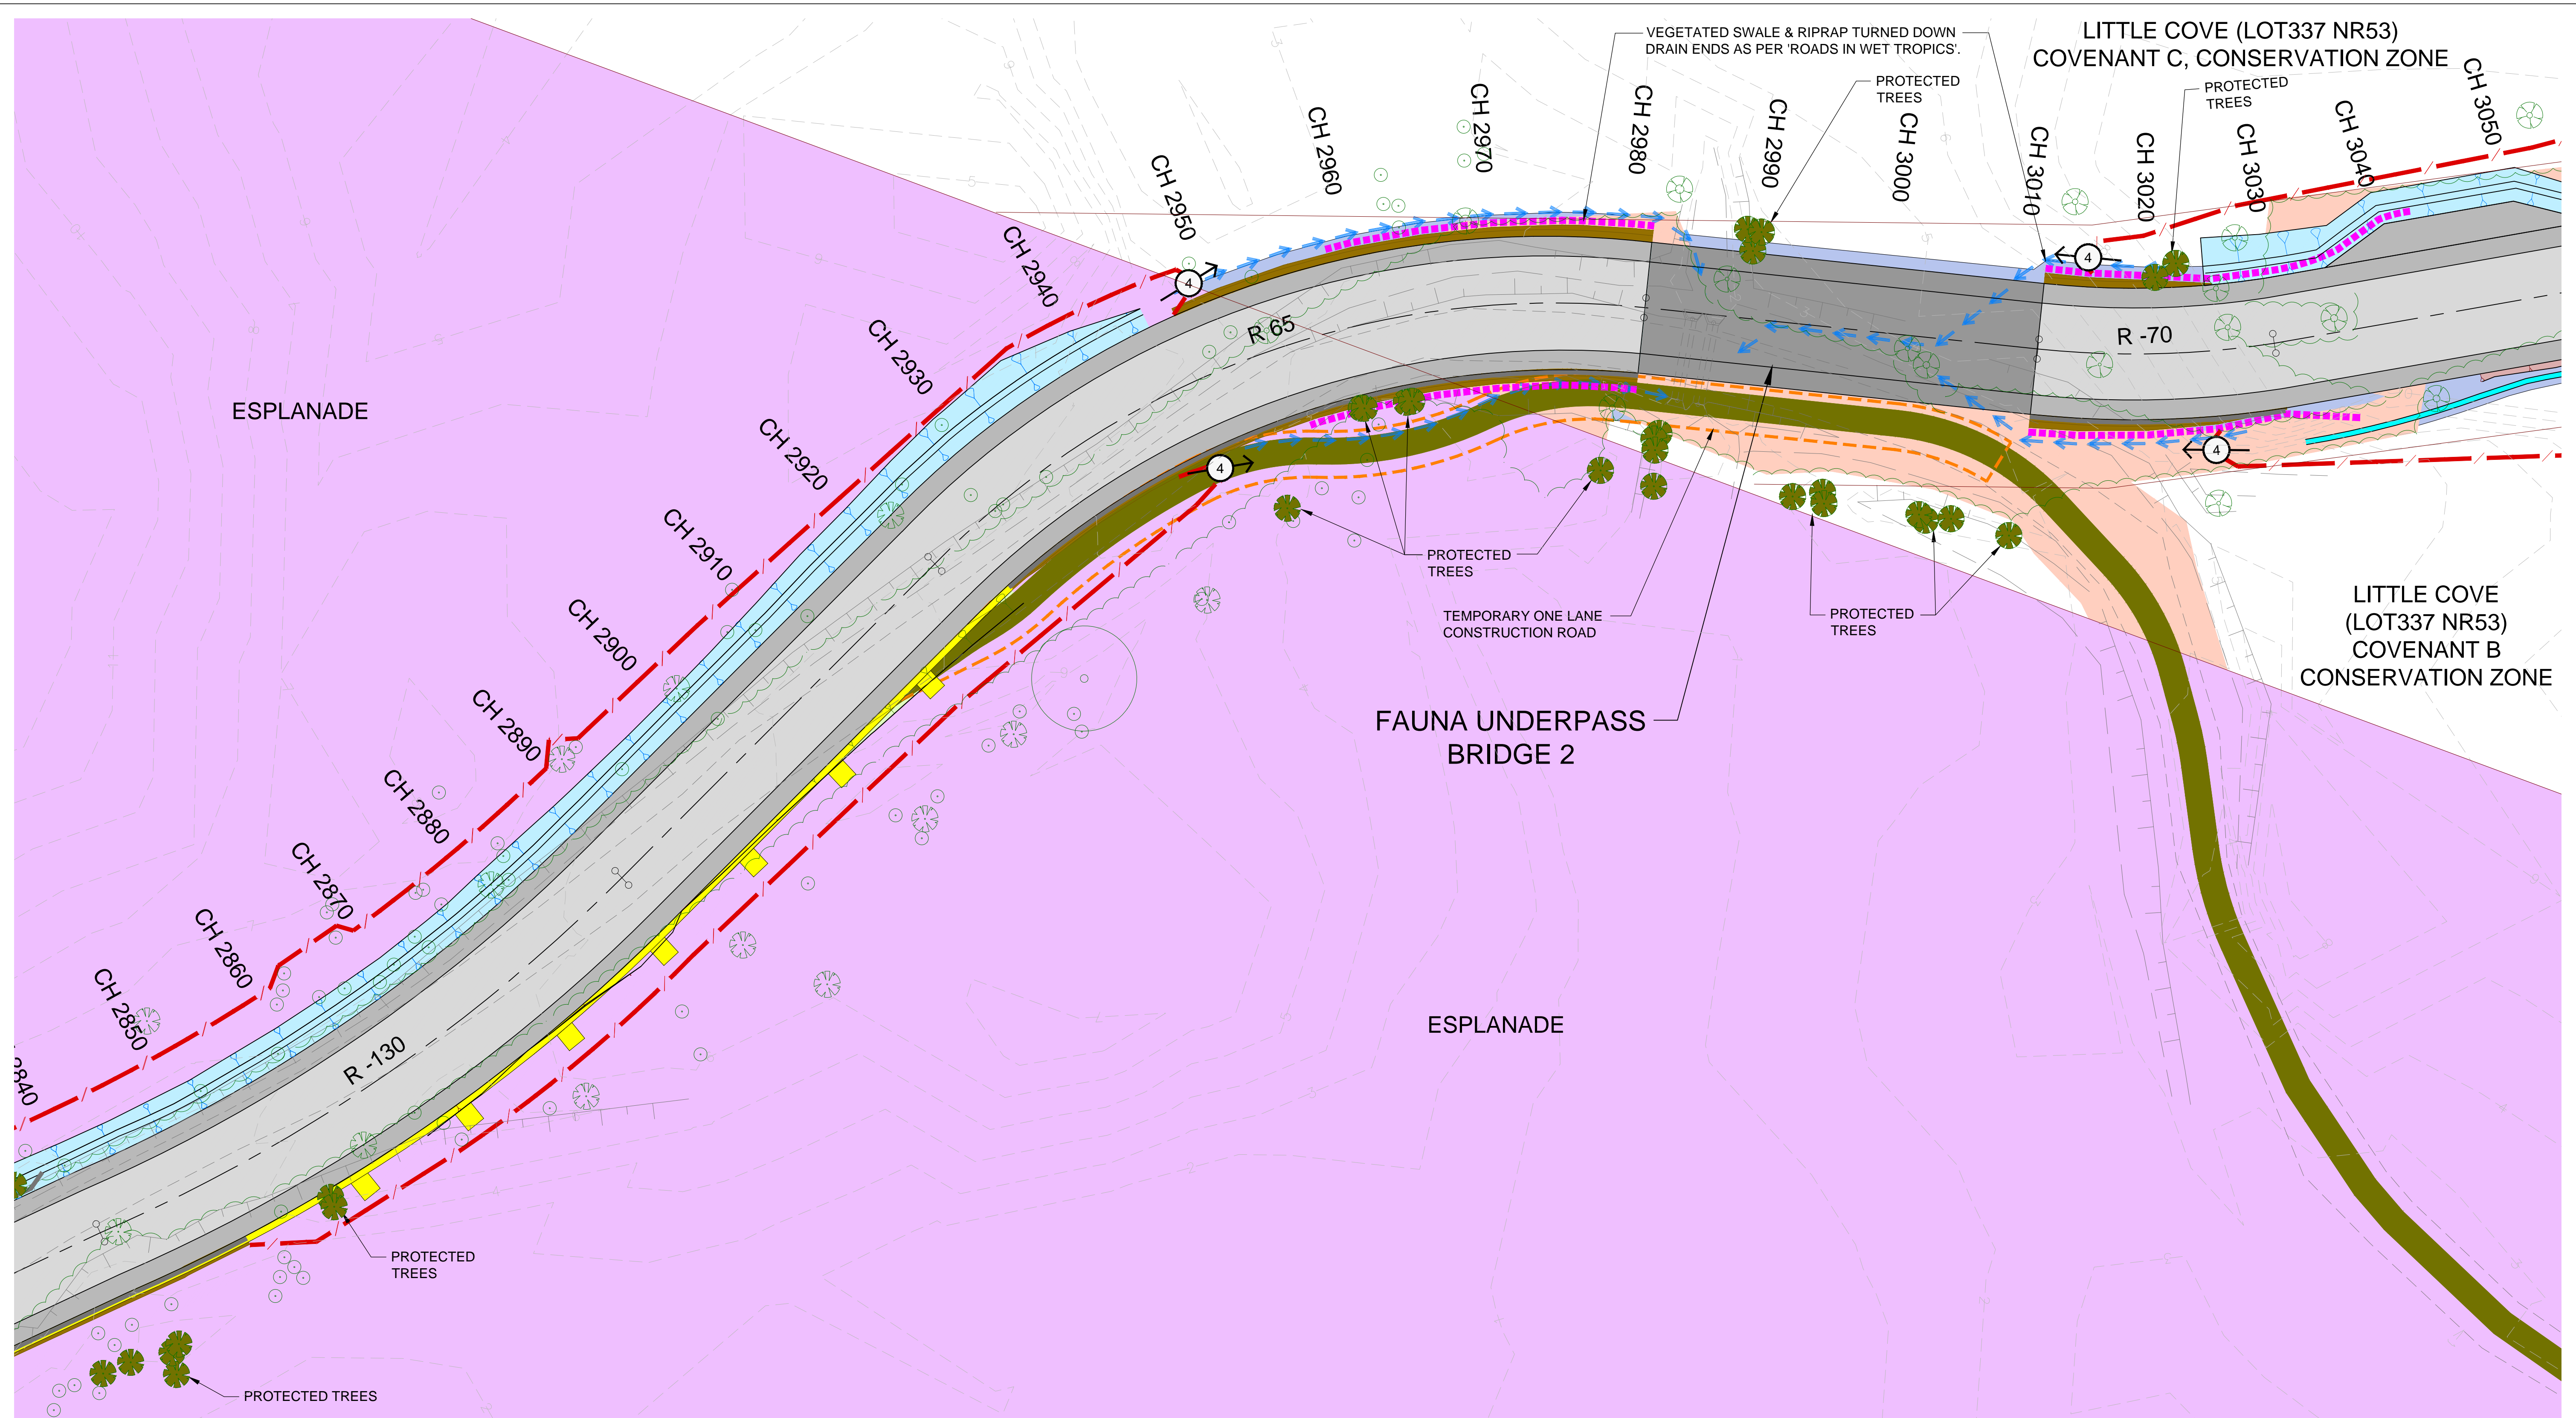 VEGETATED SWALE & RIPRAP TURNED DOWN
DRAIN ENDS AS PER 'ROADS IN WET TROPICS'.
LITTLE COVE (LOT337 NR53)
COVENANT C, CONSERVATION ZONE
PROTECTED
TREES
PROTECTED
TREES
CH 2950
CH 2960
CH 2970
CH 2980
CH 2990
CH 3000
CH 3010
CH 3020
CH 3030
CH 3040
CH 3050
CH 2940
CH 2930
CH 2920
CH 2910
CH 2900
CH 2890
CH 2880
CH 2870
CH 2860
CH 2850
2840
4
4
4
4
R 65
R -70
R -130
ESPLANADE
PROTECTED
TREES
TEMPORARY ONE LANE
CONSTRUCTION ROAD
PROTECTED
TREES
LITTLE COVE
(LOT337 NR53)
COVENANT B
CONSERVATION ZONE
FAUNA UNDERPASS
BRIDGE 2
ESPLANADE
PROTECTED
TREES
PROTECTED TREES